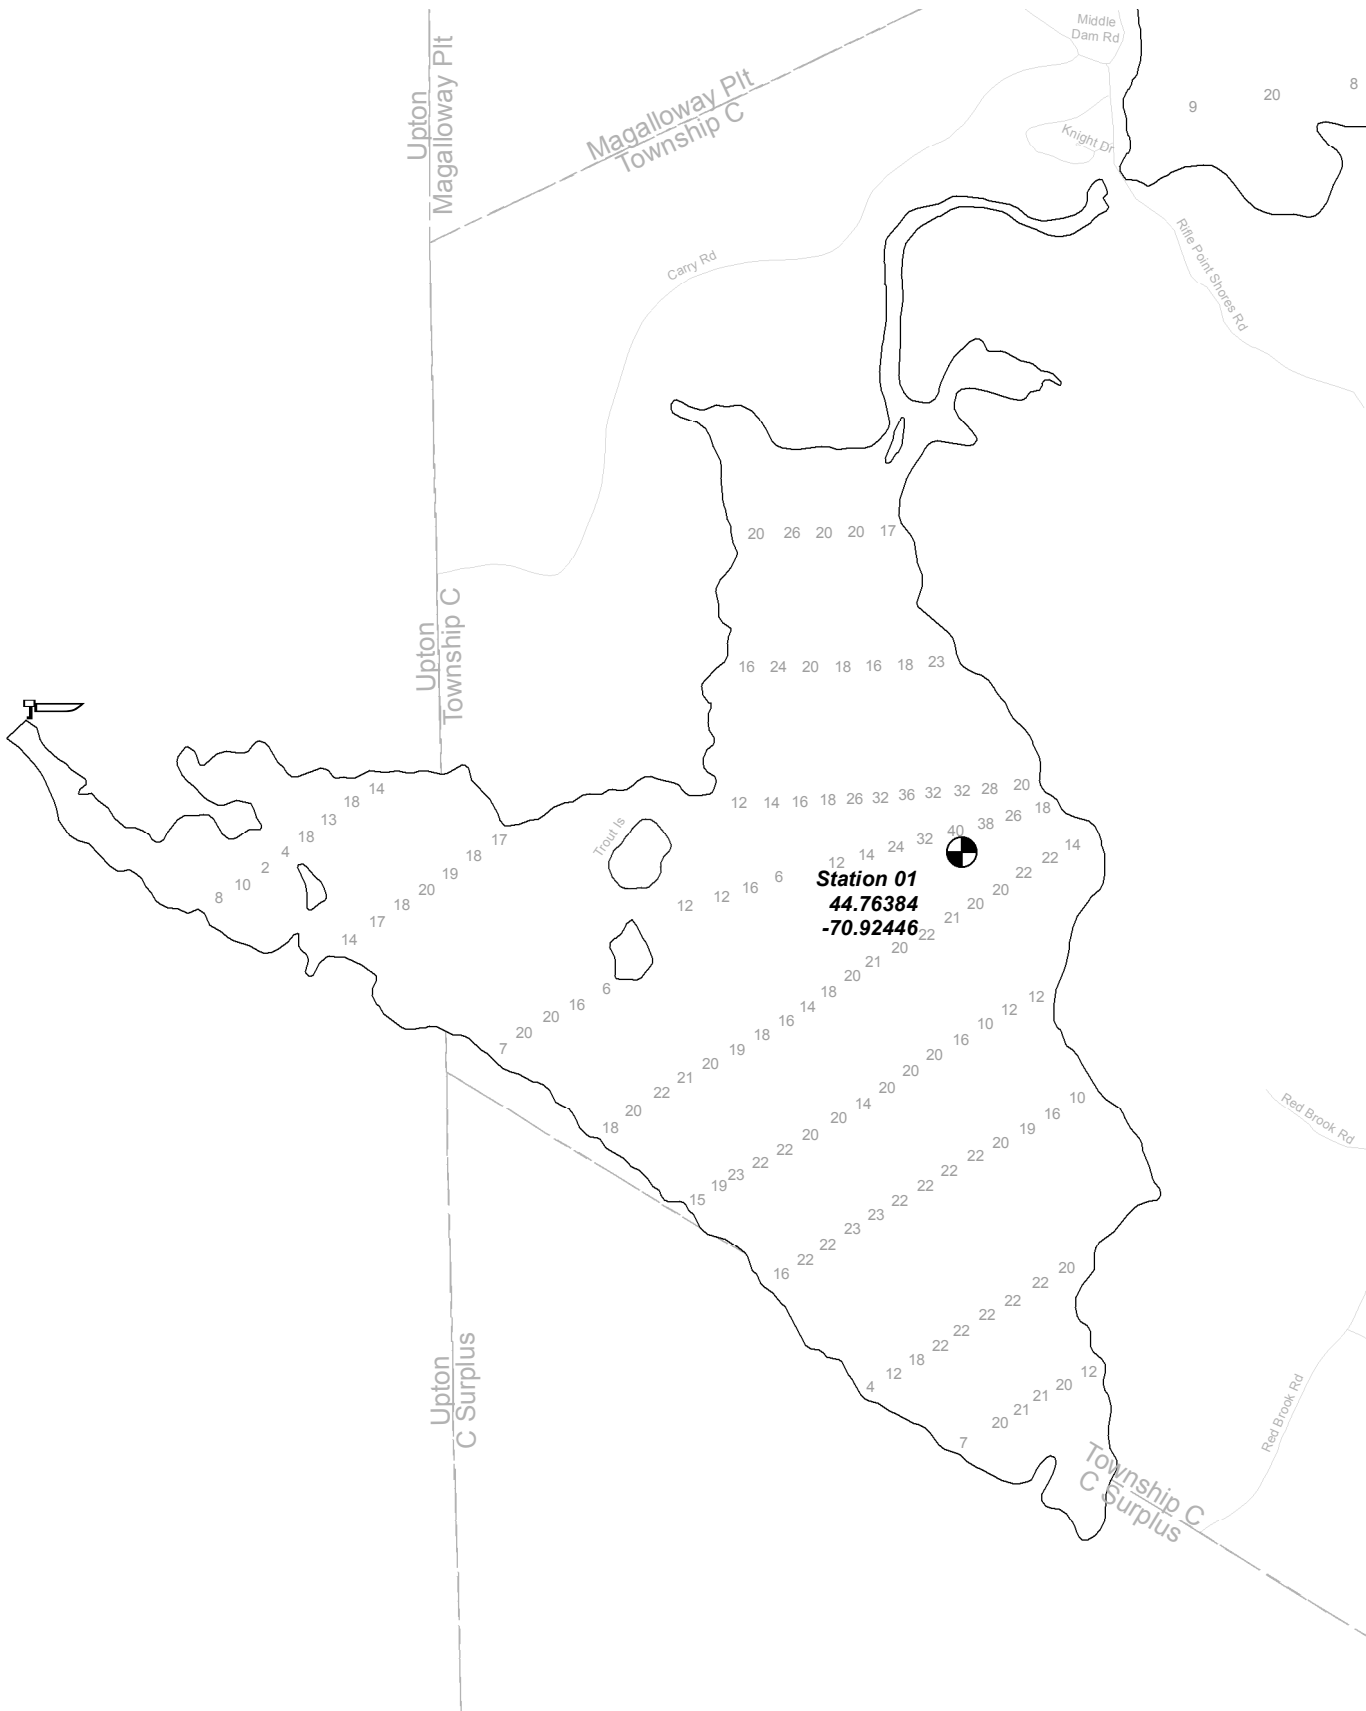 Middle
Dam Rd
8
20
9
Upton
Magalloway Plt
Magalloway Plt
Township C
Knight Dr
Rifle Point Shores Rd
Carry Rd
20 26 20 20 17
Upton
Township C
16 24 20 18 16 18 23
12 14 16 18 26 32 36 32 32 28 20
8 10 2 4 18 13 18 14
14 17 18 20 19 18 17
Trout Is
12 12 16 6 12 14 24 32 40 38 26 18
Station 01
44.76384
-70.92446
7 20 20 16 6
18 20 22 21 20 19 18 16 14 18 20 21 20 22 21 20 20 22 22 14
15 19 23 22 22 20 14 20 20 20 16 10 12 12
16 22 22 23 23 22 22 22 22 20 19 16 10
Red Brook Rd
4 12 18 22 22 22 22 22 20
Upton
C Surplus
7 20 21 21 20 12
Red Brook Rd
Township C
C Surplus